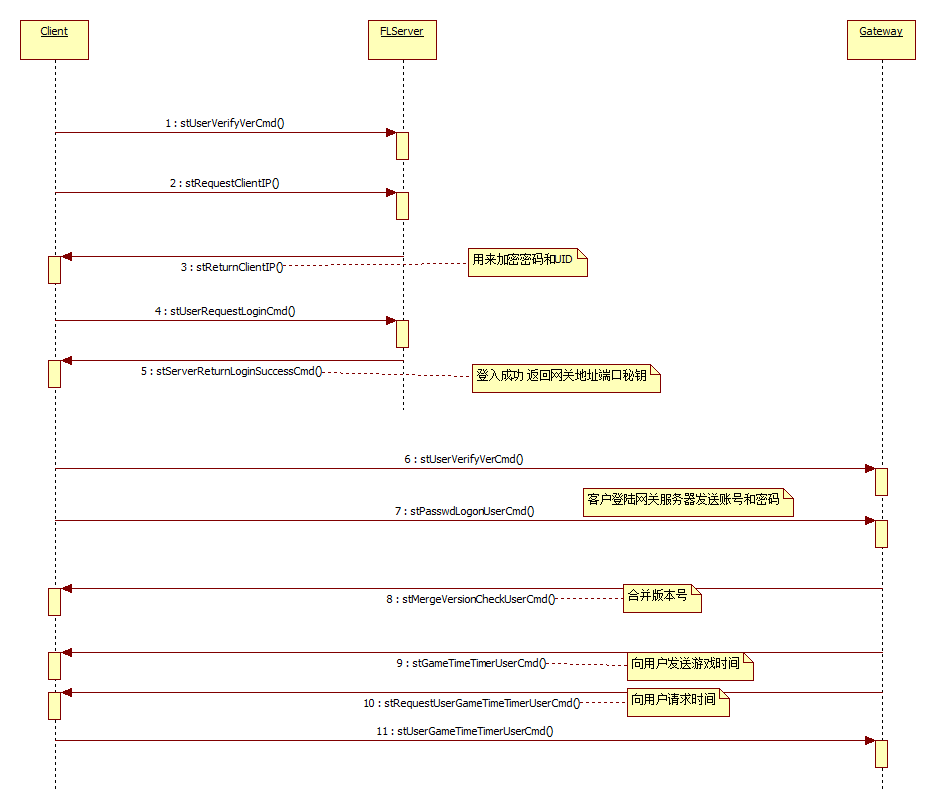 Client
FLServer
Gateway
1 : stUserVerifyVerCmd()
2 : stRequestClientIP()
用来加密密码和UID
3 : stReturnClientIP()
4 : stUserRequestLoginCmd()
5 : stServerReturnLoginSuccessCmd()
登入成功 返回网关地址端口秘钥
6 : stUserVerifyVerCmd()
客户登陆网关服务器发送账号和密码
7 : stPasswdLogonUserCmd()
8 : stMergeVersionCheckUserCmd()
合并版本号
9 : stGameTimeTimerUserCmd()
向用户发送游戏时间
10 : stRequestUserGameTimeTimerUserCmd()
向用户请求时间
11 : stUserGameTimeTimerUserCmd()